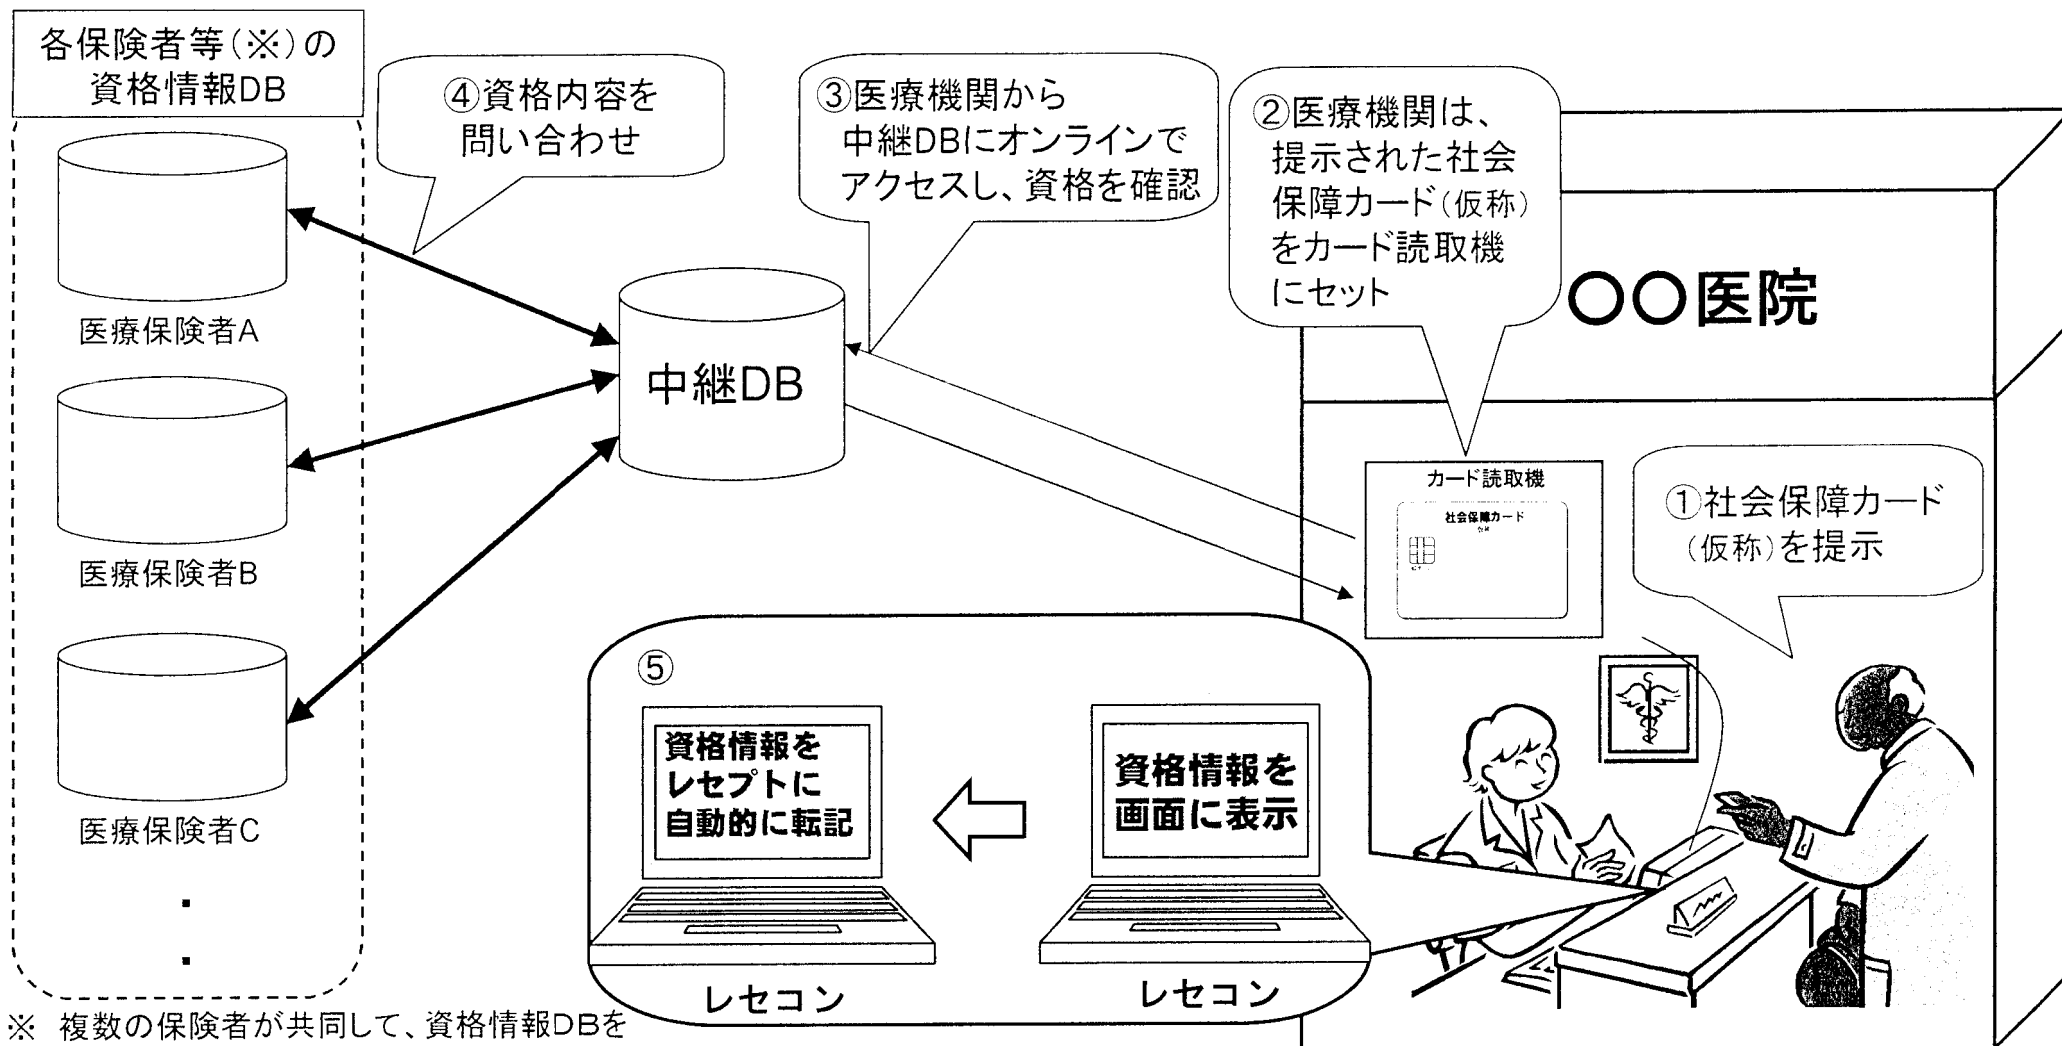 各保険者等(※)の
資格情報DB
④資格内容を
問い合わせ
③医療機関から
中継DBにオンラインで
アクセスし、資格を確認
②医療機関は、
提示された社会
保障カード(仮称)
をカード読取機
にセット
○○医院
医療保険者A
中継DB
医療保険者B
カード読取機
社会保障カード
①社会保障カード
(仮称)を提示
医療保険者C
⑤
資格情報を
レセプトに
自動的に転記
資格情報を
画面に表示
レセコン
レセコン
※ 複数の保険者が共同して、資格情報DBを